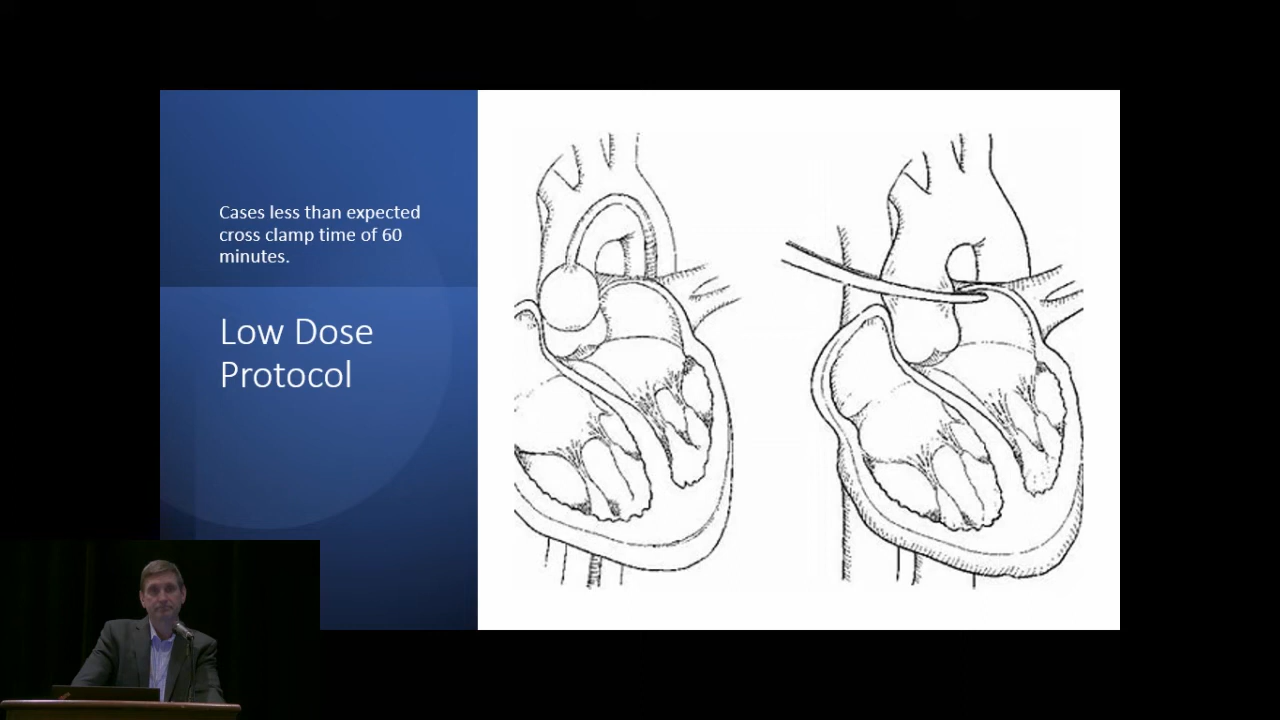 Cases less than expected
cross clamp time of 60
minutes.
Low Dose
Protocol